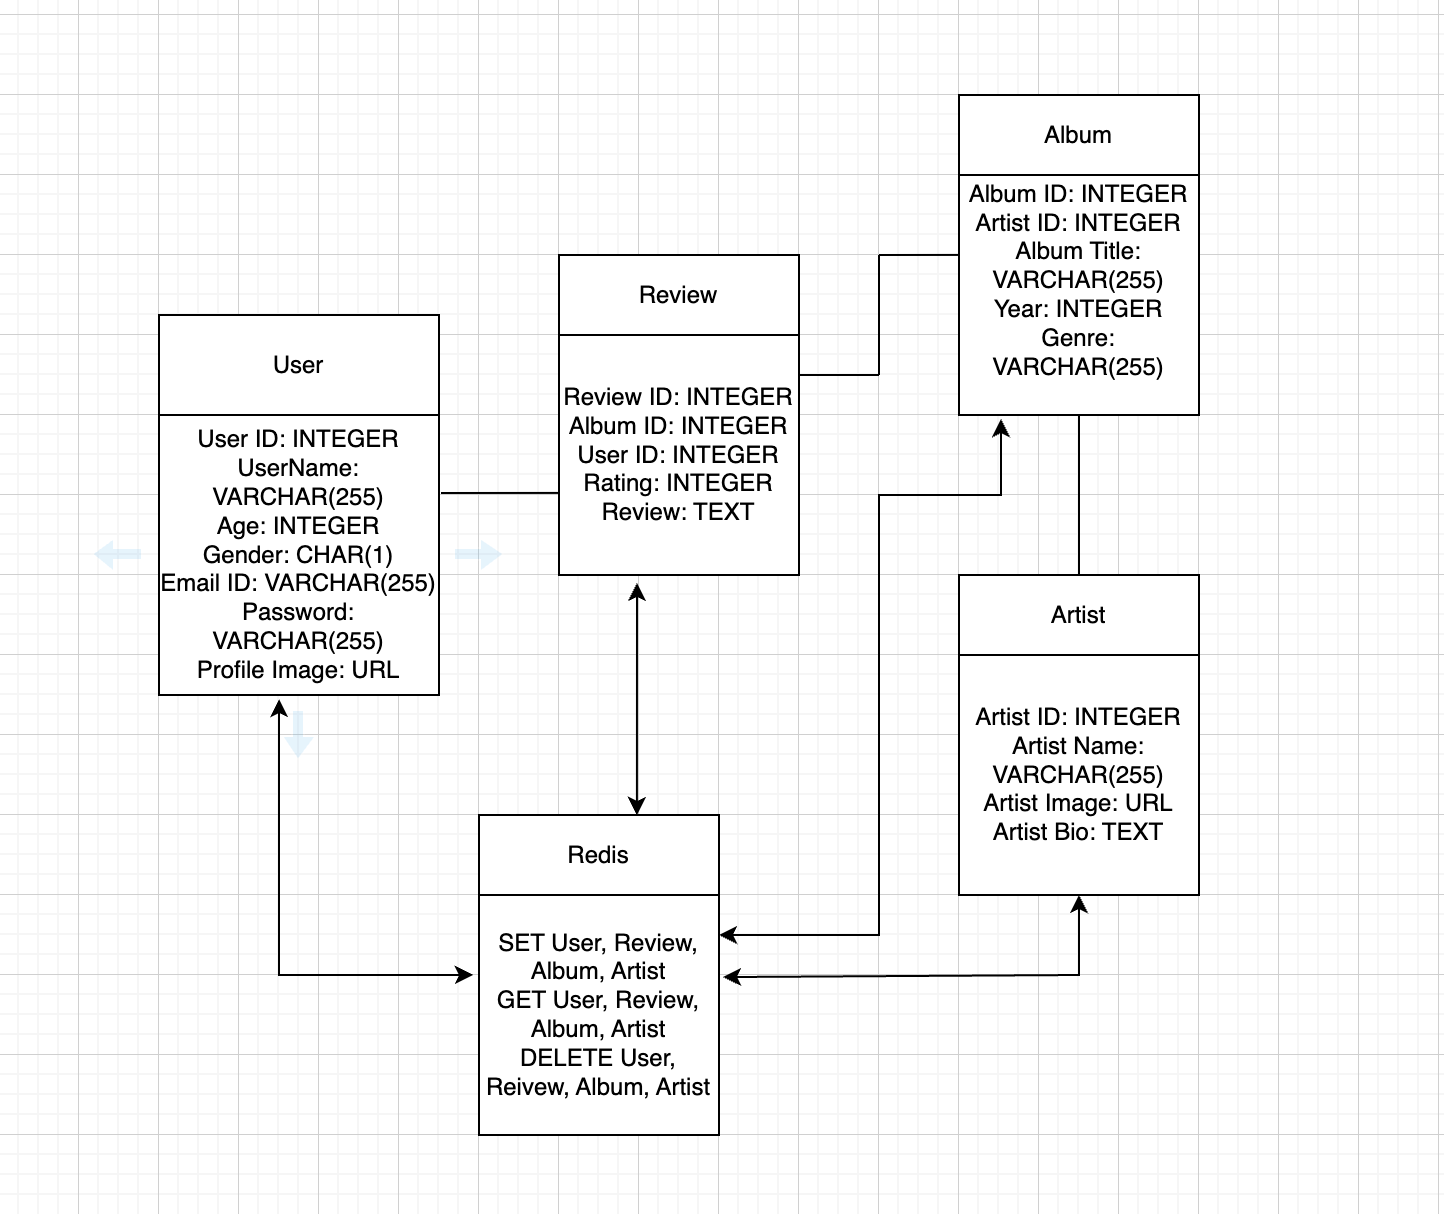 User
User ID: INTEGER
UserName:
VARCHAR(255)
Age: INTEGER
Gender: CHAR(1)
Email ID: VARCHAR(255)
Password:
VARCHAR(255)
Profile Image: URL
Review
Review ID: INTEGER
Album ID: INTEGER
User ID: INTEGER
Rating: INTEGER
Review: TEXT
Album
Album ID: INTEGER
Artist ID: INTEGER
Album Title:
VARCHAR(255)
Year: INTEGER
Genre:
VARCHAR(255)
Artist
Artist ID: INTEGER
Artist Name:
VARCHAR(255)
Artist Image: URL
Artist Bio: TEXT
Redis
SET User, Review,
Album, Artist
GET User, Review,
Album, Artist
DELETE User,
Reivew, Album, Artist